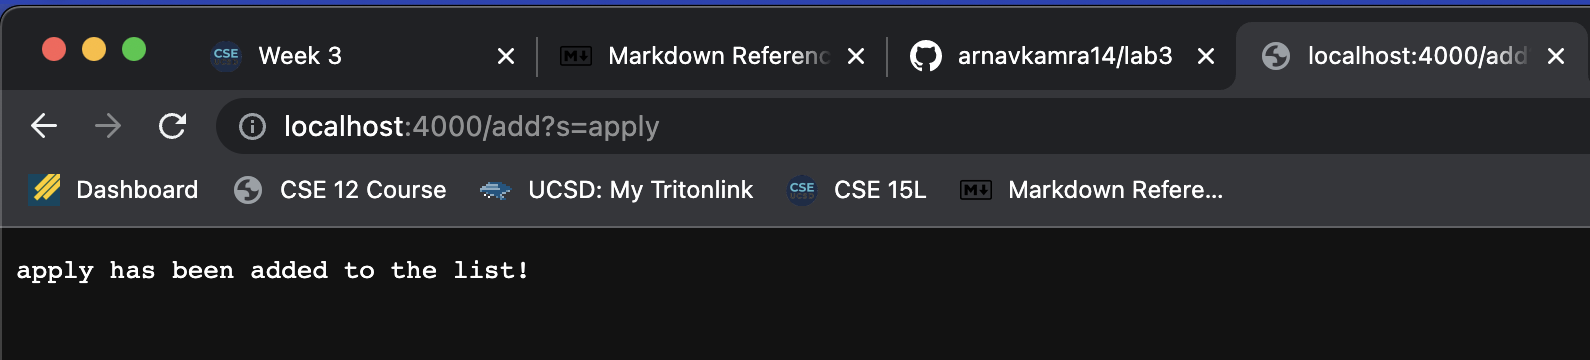 CSE Week 3 Markdown Referenc arnavkamra14/lab3 localhost:4000/add
localhost:4000/add?s=apply
Dashboard CSE 12 Course UCSD: My Tritonlink CSE CSE 15L Markdown Refere...
apply has been added to the list!